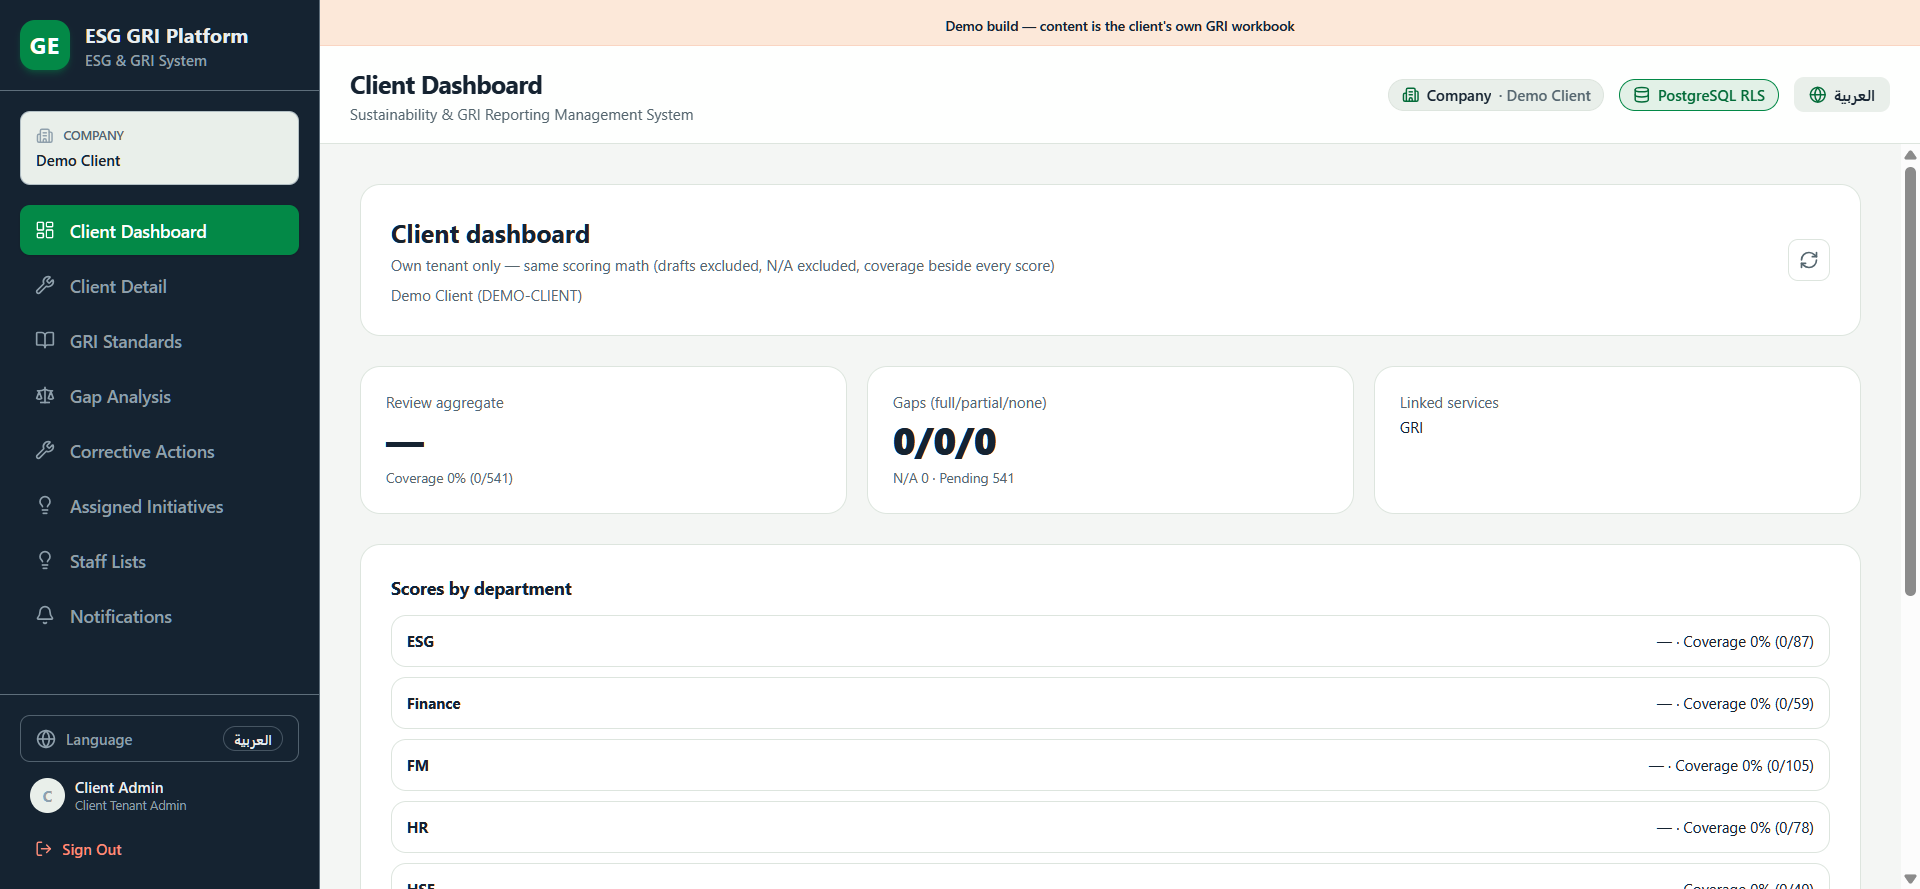 GE
ESG GRI Platform
ESG & GRI System
COMPANY
Demo Client
Client Dashboard
Client Detail
GRI Standards
Gap Analysis
Corrective Actions
Assigned Initiatives
Staff Lists
Notifications
Language العربية
C
Client Admin
Client Tenant Admin
Sign Out
Demo build — content is the client's own GRI workbook
Client Dashboard
Sustainability & GRI Reporting Management System
Company · Demo Client
PostgreSQL RLS
العربية
Client dashboard
Own tenant only — same scoring math (drafts excluded, N/A excluded, coverage beside every score)
Demo Client (DEMO-CLIENT)
Review aggregate
—
Coverage 0% (0/541)
Gaps (full/partial/none)
0/0/0
N/A 0 · Pending 541
Linked services
GRI
Scores by department
ESG — · Coverage 0% (0/87)
Finance — · Coverage 0% (0/59)
FM — · Coverage 0% (0/105)
HR — · Coverage 0% (0/78)
HSE — · Coverage 0% (0/49)